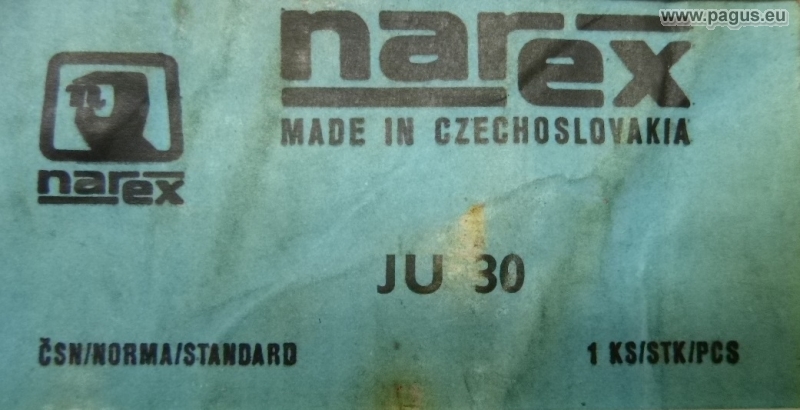 www.pagus.eu
narex
MADE IN CZECHOSLOVAKIA
n
narex
JU 30
ČSN/NORMA/STANDARD
1 KS/STK/PCS